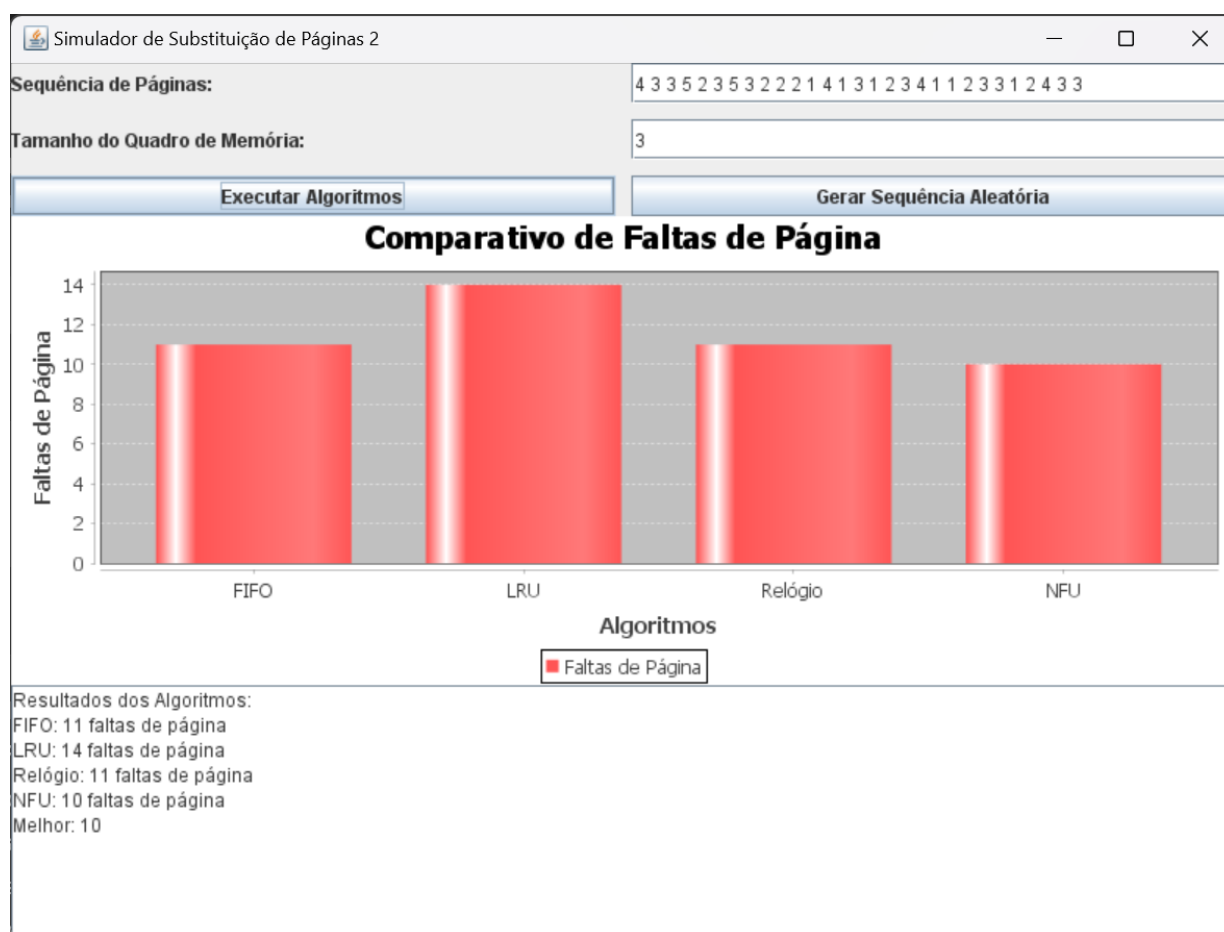 Simulador de Substituição de Páginas 2
Sequência de Páginas:
4 3 3 5 2 3 5 3 2 2 2 1 4 1 3 1 2 3 4 1 1 2 3 3 1 2 4 3 3
Tamanho do Quadro de Memória:
3
Executar Algoritmos
Gerar Sequência Aleatória
Comparativo de Faltas de Página
Faltas de Página
14
12
10
8
6
4
2
0
FIFO
LRU
Relógio
NFU
Algoritmos
Faltas de Página
Resultados dos Algoritmos:
FIFO: 11 faltas de página
LRU: 14 faltas de página
Relógio: 11 faltas de página
NFU: 10 faltas de página
Melhor: 10